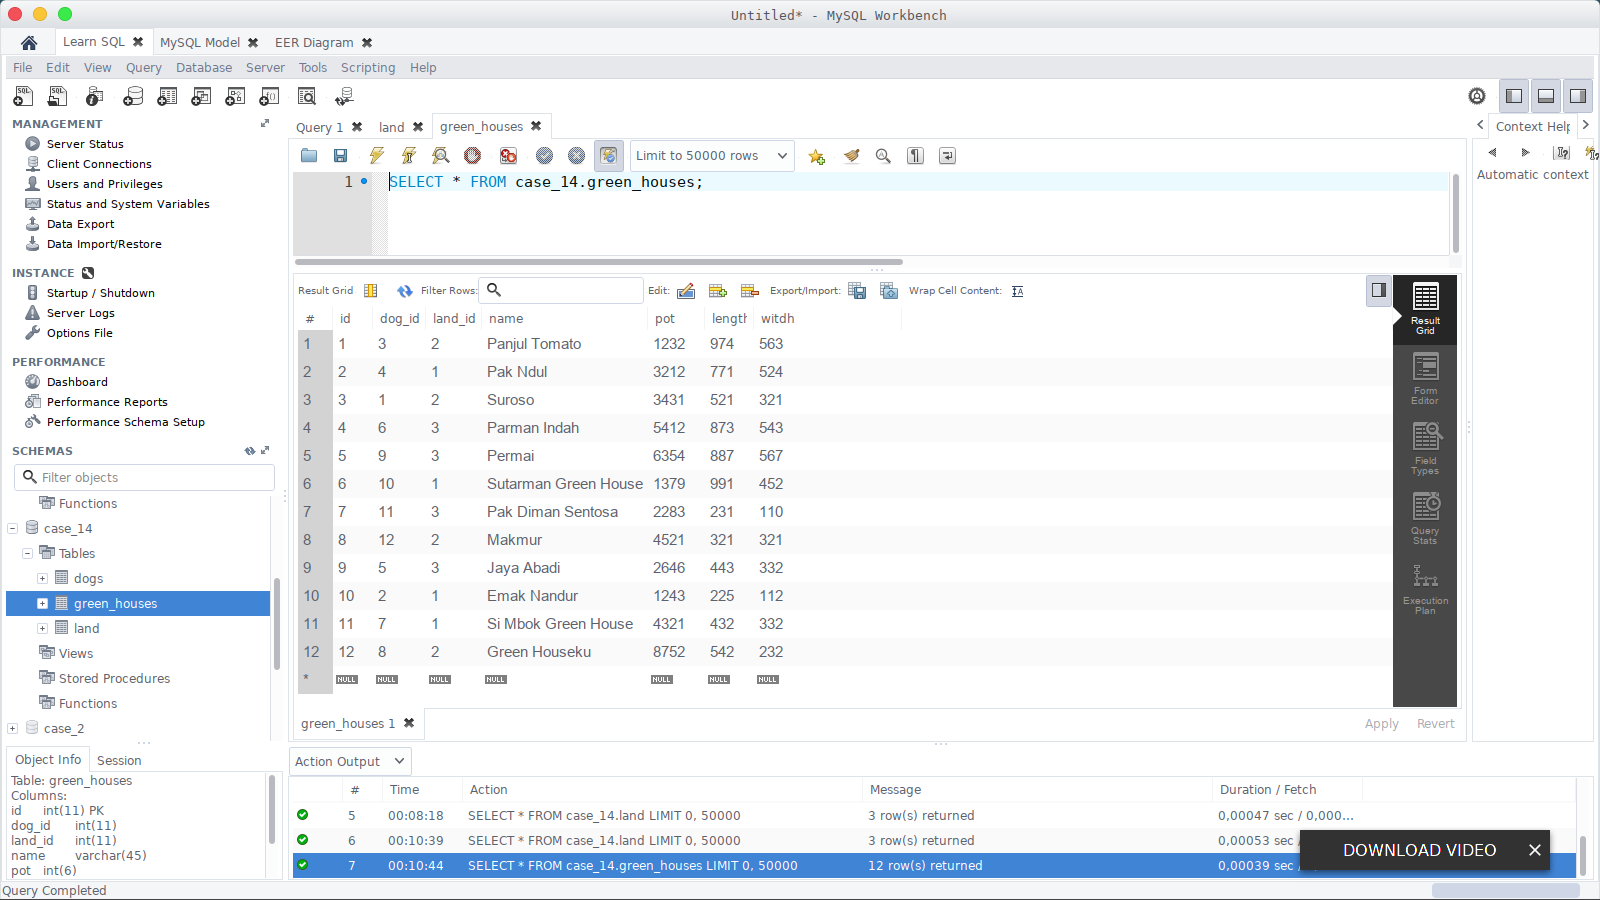 Untitled* - MySQL Workbench
Learn SQL
MySQL Model
EER Diagram
File Edit View Query Database Server Tools Scripting Help
MANAGEMENT
Server Status
Client Connections
Users and Privileges
Status and System Variables
Data Export
Data Import/Restore
INSTANCE
Startup / Shutdown
Server Logs
Options File
PERFORMANCE
Dashboard
Performance Reports
Performance Schema Setup
SCHEMAS
Filter objects
Functions
case_14
Tables
dogs
green_houses
land
Views
Stored Procedures
Functions
case_2
Object Info Session
Table: green_houses
Columns:
id int(11) PK
dog_id int(11)
land_id int(11)
name varchar(45)
pot int(6)
Query Completed
Query 1 land green_houses
Limit to 50000 rows
1 SELECT * FROM case_14.green_houses;
Result Grid Filter Rows: Edit: Export/Import: Wrap Cell Content:
# id dog_id land_id name pot length witdh
1 1 3 2 Panjul Tomato 1232 974 563
2 2 4 1 Pak Ndul 3212 771 524
3 3 1 2 Suroso 3431 521 321
4 4 6 3 Parman Indah 5412 873 543
5 5 9 3 Permai 6354 887 567
6 6 10 1 Sutarman Green House 1379 991 452
7 7 11 3 Pak Diman Sentosa 2283 231 110
8 8 12 2 Makmur 4521 321 321
9 9 5 3 Jaya Abadi 2646 443 332
10 10 2 1 Emak Nandur 1243 225 112
11 11 7 1 Si Mbok Green House 4321 432 332
12 12 8 2 Green Houseku 8752 542 232
* NULL NULL NULL NULL NULL NULL NULL
green_houses 1
Apply Revert
Result
Grid
Form
Editor
Field
Types
Query
Stats
Execution
Plan
Context Help
Automatic context
Action Output
# Time Action Message Duration / Fetch
5 00:08:18 SELECT * FROM case_14.land LIMIT 0, 50000 3 row(s) returned 0,00047 sec / 0,000...
6 00:10:39 SELECT * FROM case_14.land LIMIT 0, 50000 3 row(s) returned 0,00053 sec /
7 00:10:44 SELECT * FROM case_14.green_houses LIMIT 0, 50000 12 row(s) returned 0,00039 sec /
DOWNLOAD VIDEO